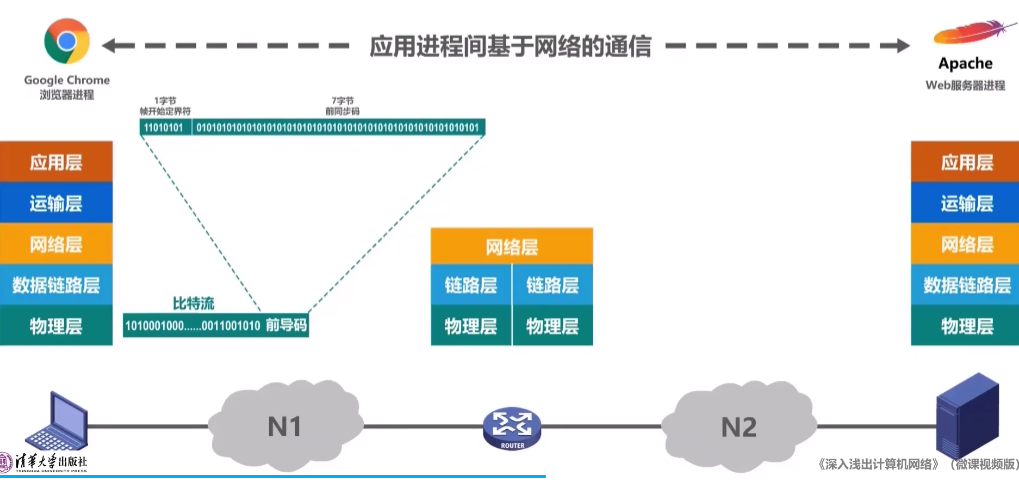 应用进程间基于网络的通信
Google Chrome
浏览器进程
Apache
Web服务器进程
1字节
帧开始定界符
7字节
前同步码
11010101
01010101010101010101010101010101010101010101010101010101
应用层
运输层
网络层
数据链路层
物理层
比特流
1010001000......0011001010 前导码
网络层
链路层 链路层
物理层 物理层
应用层
运输层
网络层
数据链路层
物理层
N1
ROUTER
N2
清华大学出版社
TSINGHUA UNIVERSITY PRESS
《深入浅出计算机网络》（微课视频版）